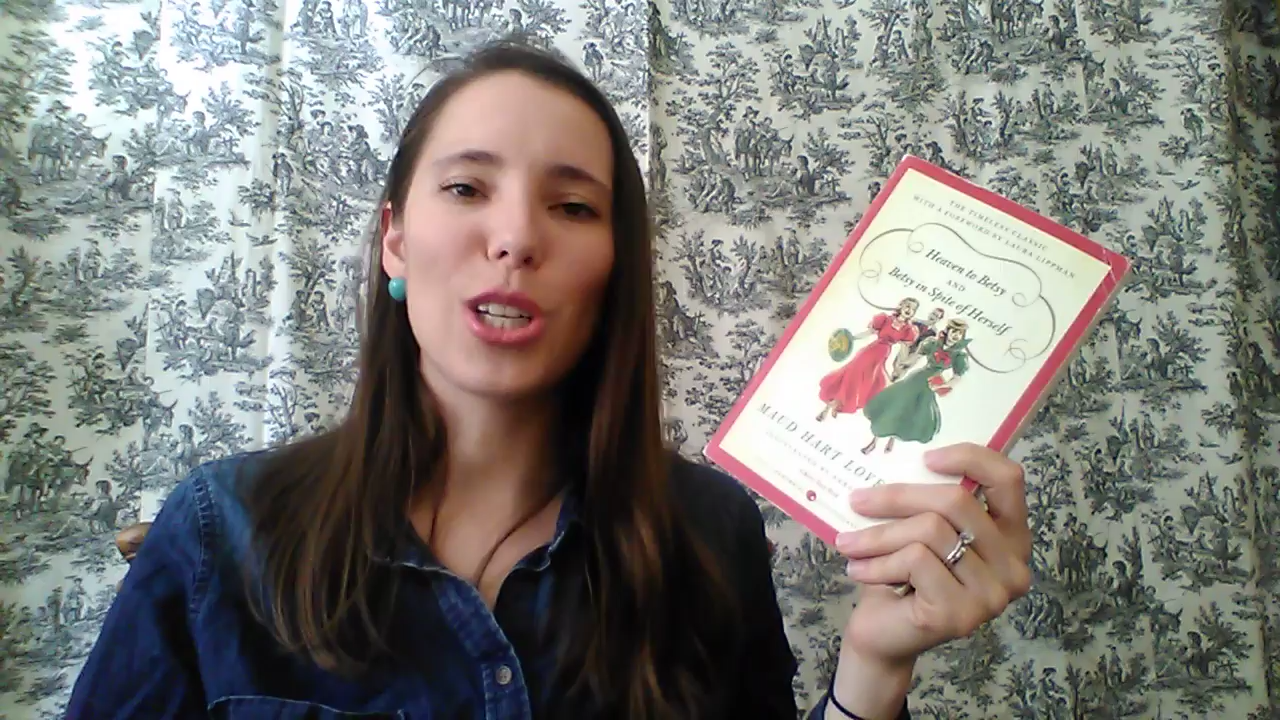 THE TIMELESS CLASSIC
WITH A FOREWORD BY LAURA LIPPMAN
Heaven to Betsy
AND
Betsy in Spite of Herself
MAUD HART LOVE